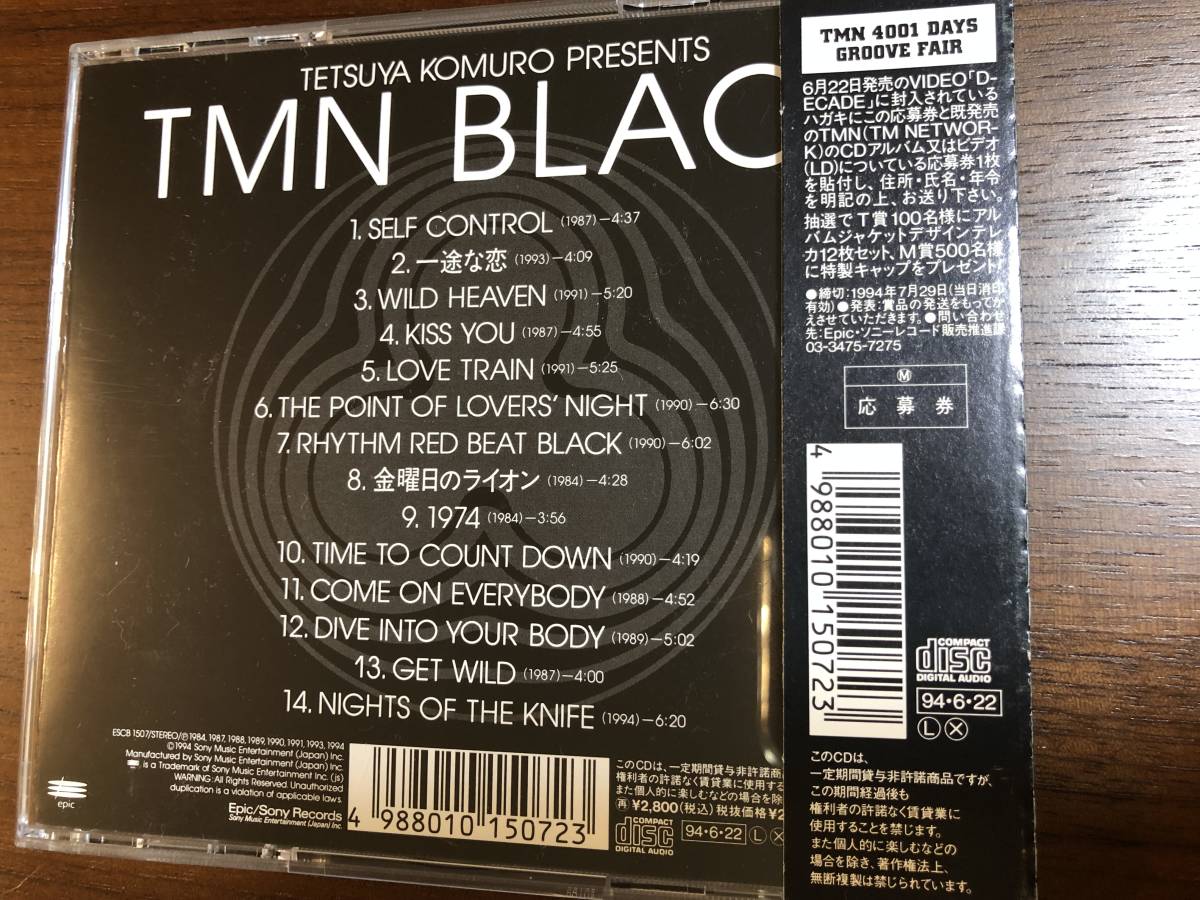 TETSUYA KOMURO PRESENTS
TMN BLAC
1. SELF CONTROL (1987)–4:37
2. 一途な恋 (1993)–4:09
3. WILD HEAVEN (1991)–5:20
4. KISS YOU (1987)–4:55
5. LOVE TRAIN (1991)–5:25
6. THE POINT OF LOVERS' NIGHT (1990)–6:30
7. RHYTHM RED BEAT BLACK (1990)–6:02
8. 金曜日のライオン (1984)–4:28
9. 1974 (1984)–3:56
10. TIME TO COUNT DOWN (1990)–4:19
11. COME ON EVERYBODY (1988)–4:52
12. DIVE INTO YOUR BODY (1989)–5:02
13. GET WILD (1987)–4:00
14. NIGHTS OF THE KNIFE (1994)–6:20
ESCB 1507/STEREO/Ⓟ1984, 1987, 1988, 1989, 1990, 1991, 1993, 1994
©1994 Sony Music Entertainment (Japan) Inc.
Manufactured by Sony Music Entertainment (Japan) Inc.
is a Trademark of Sony Music Entertainment Inc. (js)
WARNING: All Rights Reserved. Unauthorized
duplication is a violation of applicable laws.
epic
Epic/Sony Records
Sony Music Entertainment (Japan) Inc.
4 988010 150723
このCDは、一定期間貸与非許諾
権利者の許諾なく賃貸業に使用する
また個人的に楽しむなどの場合を除
再 ¥2,800(税込)税抜価格¥2
COMPACT
disc
DIGITAL AUDIO
94・6・22 Ⓛ Ⓧ
TMN 4001 DAYS
GROOVE FAIR
6月22日発売のVIDEO「D-
ECADE」に封入されている
ハガキにこの応募券と既発売
のTMN(TM NETWOR-
K)のCDアルバム又はビデオ
(LD)についている応募券1枚
を貼付し、住所・氏名・年令
を明記の上、お送り下さい。
抽選でT賞100名様にアル
バムジャケットデザインテレ
カ12枚セット、M賞500名様
に特製キャップをプレゼント!
●締切:1994年7月29日(当日消印
有効)●発表:賞品の発送をもってか
えさせていただきます。●問い合わせ
先:Epic・ソニーレコード販売推進課
03-3475-7275
Ⓜ
応募券
4 988010 150723
COMPACT
disc
DIGITAL AUDIO
94・6・22
Ⓛ Ⓧ
このCDは、
一定期間貸与非許諾商品ですが、
この期間経過後も
権利者の許諾なく賃貸業に
使用することを禁じます。
また個人的に楽しむなどの
場合を除き、著作権法上、
無断複製は禁じられています。